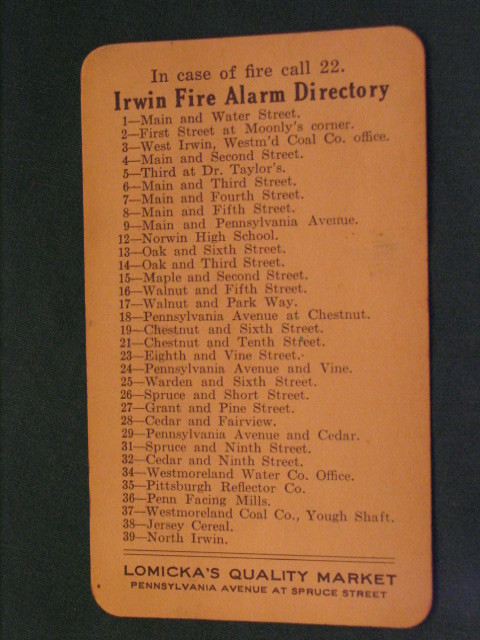 In case of fire call 22.
Irwin Fire Alarm Directory
1—Main and Water Street.
2—First Street at Moonly's corner.
3—West Irwin, Westm'd Coal Co. office.
4—Main and Second Street.
5—Third at Dr. Taylor's.
6—Main and Third Street.
7—Main and Fourth Street.
8—Main and Fifth Street.
9—Main and Pennsylvania Avenue.
12—Norwin High School.
13—Oak and Sixth Street.
14—Oak and Third Street.
15—Maple and Second Street.
16—Walnut and Fifth Street.
17—Walnut and Park Way.
18—Pennsylvania Avenue at Chestnut.
19—Chestnut and Sixth Street.
21—Chestnut and Tenth Street.
23—Eighth and Vine Street.
24—Pennsylvania Avenue and Vine.
25—Warden and Sixth Street.
26—Spruce and Short Street.
27—Grant and Pine Street.
28—Cedar and Fairview.
29—Pennsylvania Avenue and Cedar.
31—Spruce and Ninth Street.
32—Cedar and Ninth Street.
34—Westmoreland Water Co. Office.
35—Pittsburgh Reflector Co.
36—Penn Facing Mills.
37—Westmoreland Coal Co., Yough Shaft.
38—Jersey Cereal.
39—North Irwin.
LOMICKA'S QUALITY MARKET
PENNSYLVANIA AVENUE AT SPRUCE STREET